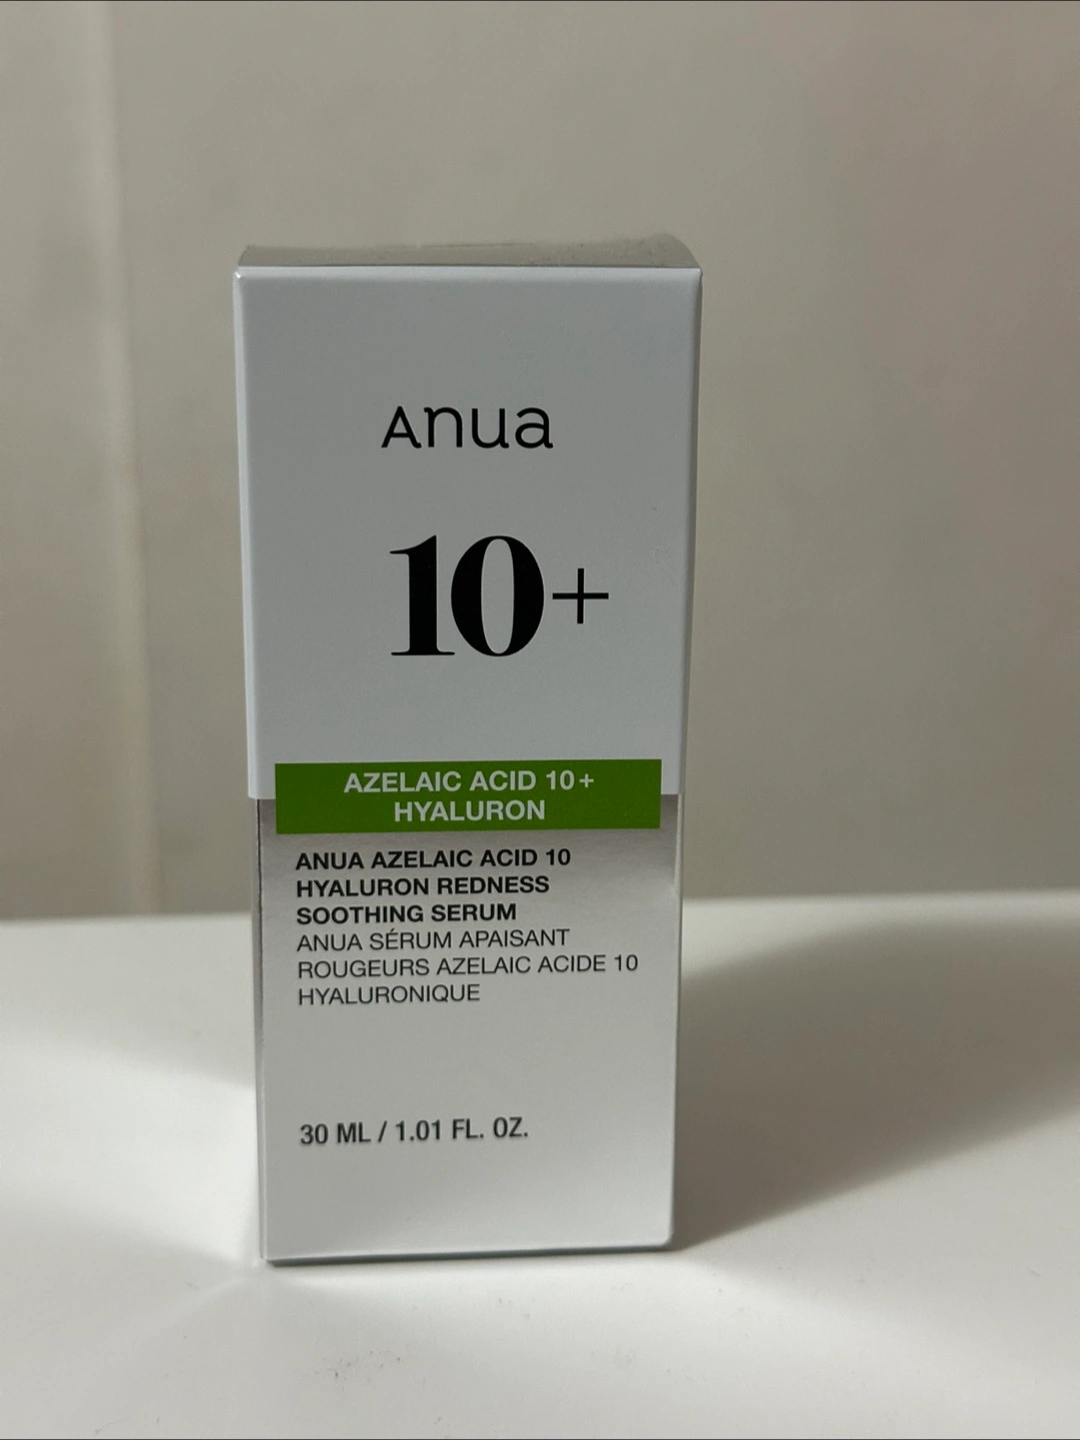 Anua
10+
AZELAIC ACID 10+
HYALURON
ANUA AZELAIC ACID 10
HYALURON REDNESS
SOOTHING SERUM
ANUA SÉRUM APAISANT
ROUGEURS AZELAIC ACIDE 10
HYALURONIQUE
30 ML / 1.01 FL. OZ.